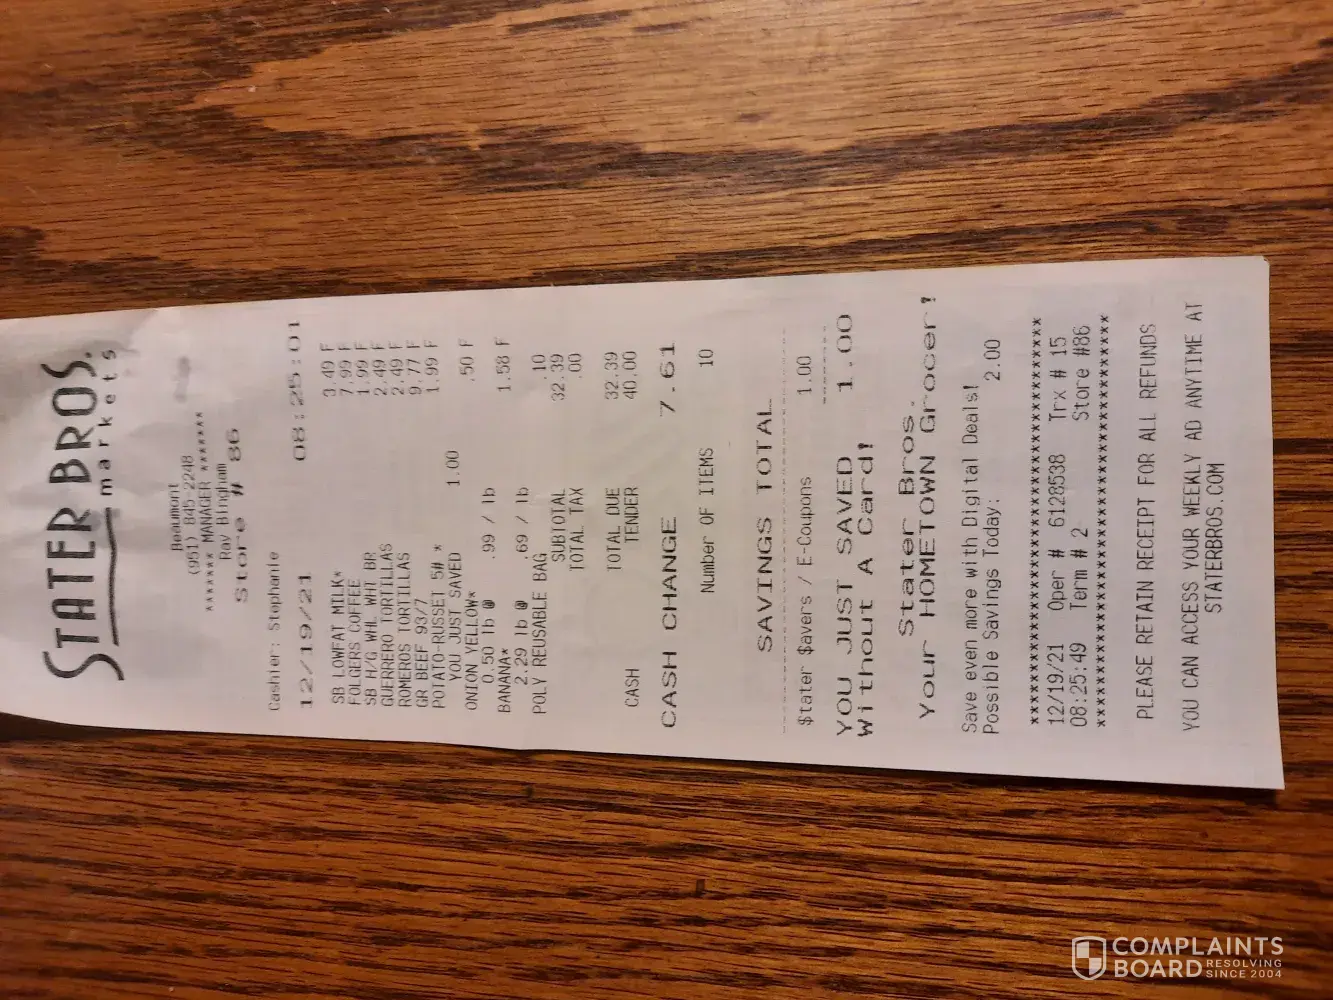 STATER BROS.
markets
Beaumont
(951) 845-2248
******* MANAGER *******
Ray Bingham
Store # 86
Cashier: Stephanie
12/19/21 08:25:01
SB LOWFAT MILK* 3.49 F
FOLGERS COFFEE 7.99 F
SB H/G WHL WHT BR 1.99 F
GUERRERO TORTILLAS 2.49 F
ROMEROS TORTILLAS 2.49 F
GR BEEF 93/7 9.77 F
POTATO-RUSSET 5# * 1.99 F
YOU JUST SAVED 1.00
ONION YELLOW*
0.50 lb @ .99 / lb .50 F
BANANA*
2.29 lb @ .69 / lb 1.58 F
POLY REUSABLE BAG .10
SUBTOTAL 32.39
TOTAL TAX .00
TOTAL DUE 32.39
CASH TENDER 40.00
CASH CHANGE 7.61
Number OF ITEMS 10
SAVINGS TOTAL
$tater $avers / E-Coupons 1.00
YOU JUST SAVED 1.00
Without A Card!
Stater Bros.
Your HOMETOWN Grocer!
Save even more with Digital Deals!
Possible Savings Today: 2.00
****************************************
12/19/21 Oper # 6128538 Trx # 15
08:25:49 Term # 2 Store #86
****************************************
PLEASE RETAIN RECEIPT FOR ALL REFUNDS
YOU CAN ACCESS YOUR WEEKLY AD ANYTIME AT
STATERBROS.COM
COMPLAINTS
BOARD RESOLVING SINCE 2004